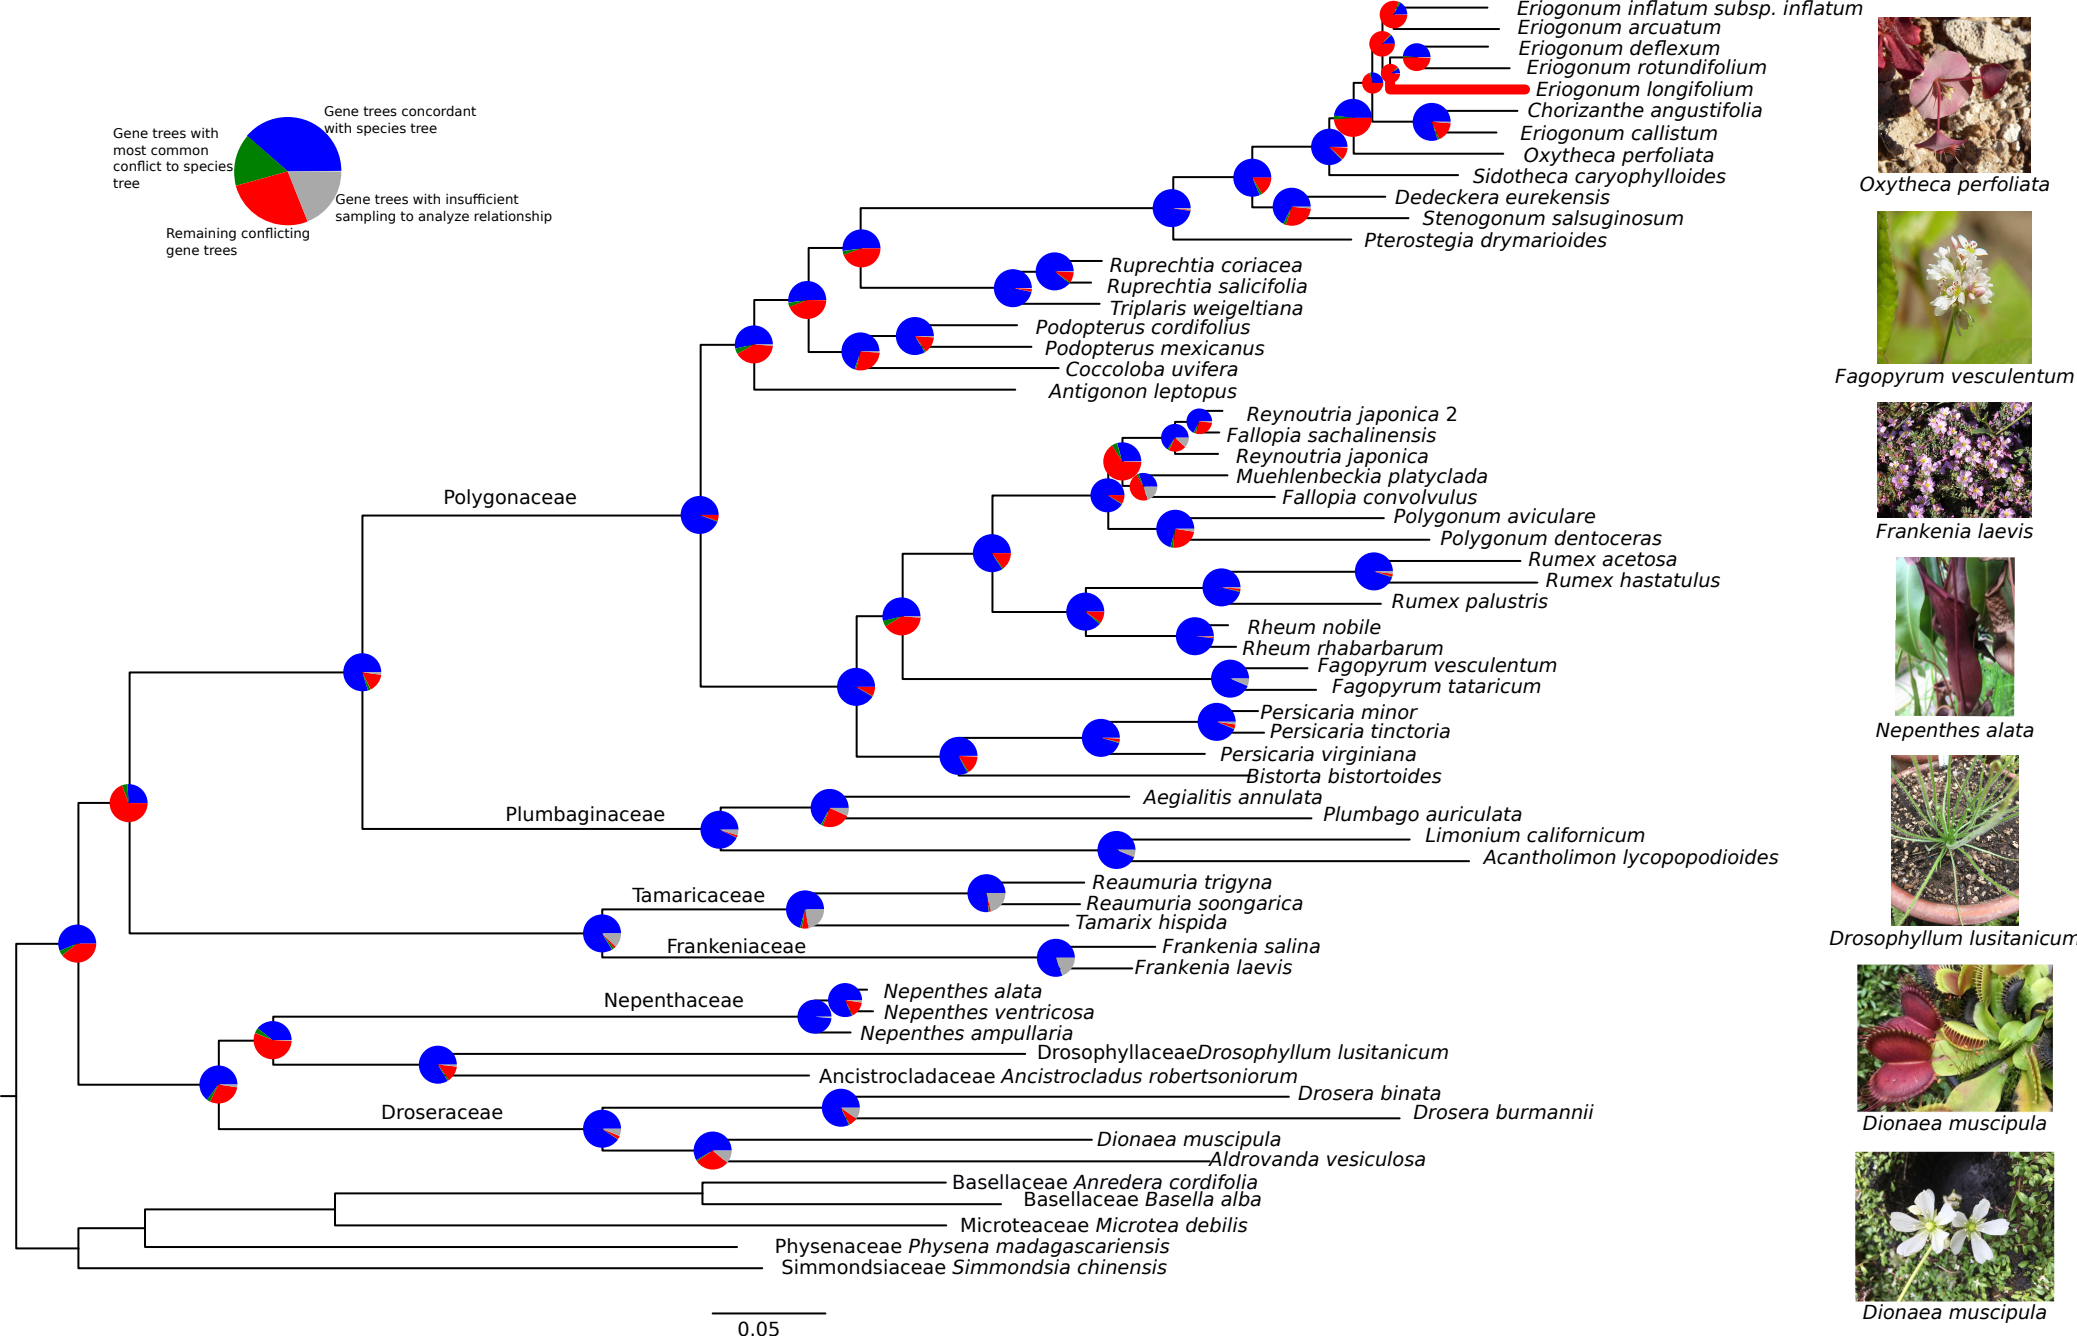 Gene trees concordant
with species tree
Gene trees with
most common
conflict to species
tree
Gene trees with insufficient
sampling to analyze relationship
Remaining conflicting
gene trees
Eriogonum inflatum subsp. inflatum
Eriogonum arcuatum
Eriogonum deflexum
Eriogonum rotundifolium
Eriogonum longifolium
Chorizanthe angustifolia
Eriogonum callistum
Oxytheca perfoliata
Sidotheca caryophylloides
Dedeckera eurekensis
Stenogonum salsuginosum
Pterostegia drymarioides
Ruprechtia coriacea
Ruprechtia salicifolia
Triplaris weigeltiana
Podopterus cordifolius
Podopterus mexicanus
Coccoloba uvifera
Antigonon leptopus
Reynoutria japonica 2
Fallopia sachalinensis
Reynoutria japonica
Muehlenbeckia platyclada
Fallopia convolvulus
Polygonaceae
Polygonum aviculare
Polygonum dentoceras
Rumex acetosa
Rumex hastatulus
Rumex palustris
Rheum nobile
Rheum rhabarbarum
Fagopyrum vesculentum
Fagopyrum tataricum
Persicaria minor
Persicaria tinctoria
Persicaria virginiana
Bistorta bistortoides
Plumbaginaceae
Aegialitis annulata
Plumbago auriculata
Limonium californicum
Acantholimon lycopopodioides
Tamaricaceae
Reaumuria trigyna
Reaumuria soongarica
Tamarix hispida
Frankeniaceae
Frankenia salina
Frankenia laevis
Nepenthaceae
Nepenthes alata
Nepenthes ventricosa
Nepenthes ampullaria
DrosophyllaceaeDrosophyllum lusitanicum
Ancistrocladaceae Ancistrocladus robertsoniorum
Droseraceae
Drosera binata
Drosera burmannii
Dionaea muscipula
Aldrovanda vesiculosa
Basellaceae Anredera cordifolia
Basellaceae Basella alba
Microteaceae Microtea debilis
Physenaceae Physena madagascariensis
Simmondsiaceae Simmondsia chinensis
0.05
Oxytheca perfoliata
Fagopyrum vesculentum
Frankenia laevis
Nepenthes alata
Drosophyllum lusitanicum
Dionaea muscipula
Dionaea muscipula